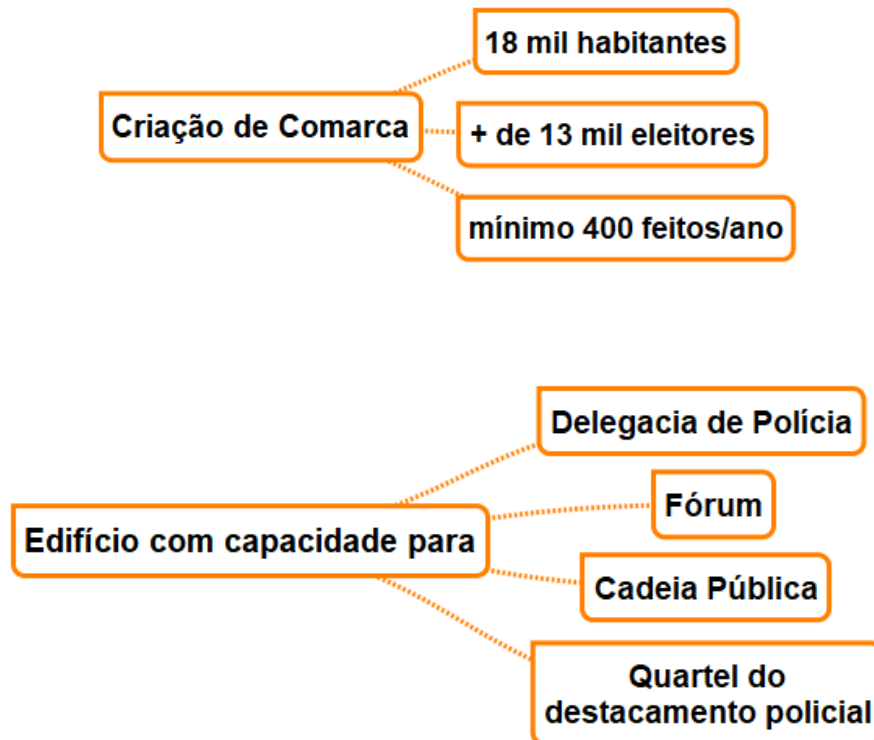 Criação de Comarca
18 mil habitantes
+ de 13 mil eleitores
mínimo 400 feitos/ano
Edifício com capacidade para
Delegacia de Polícia
Fórum
Cadeia Pública
Quartel do
destacamento policial